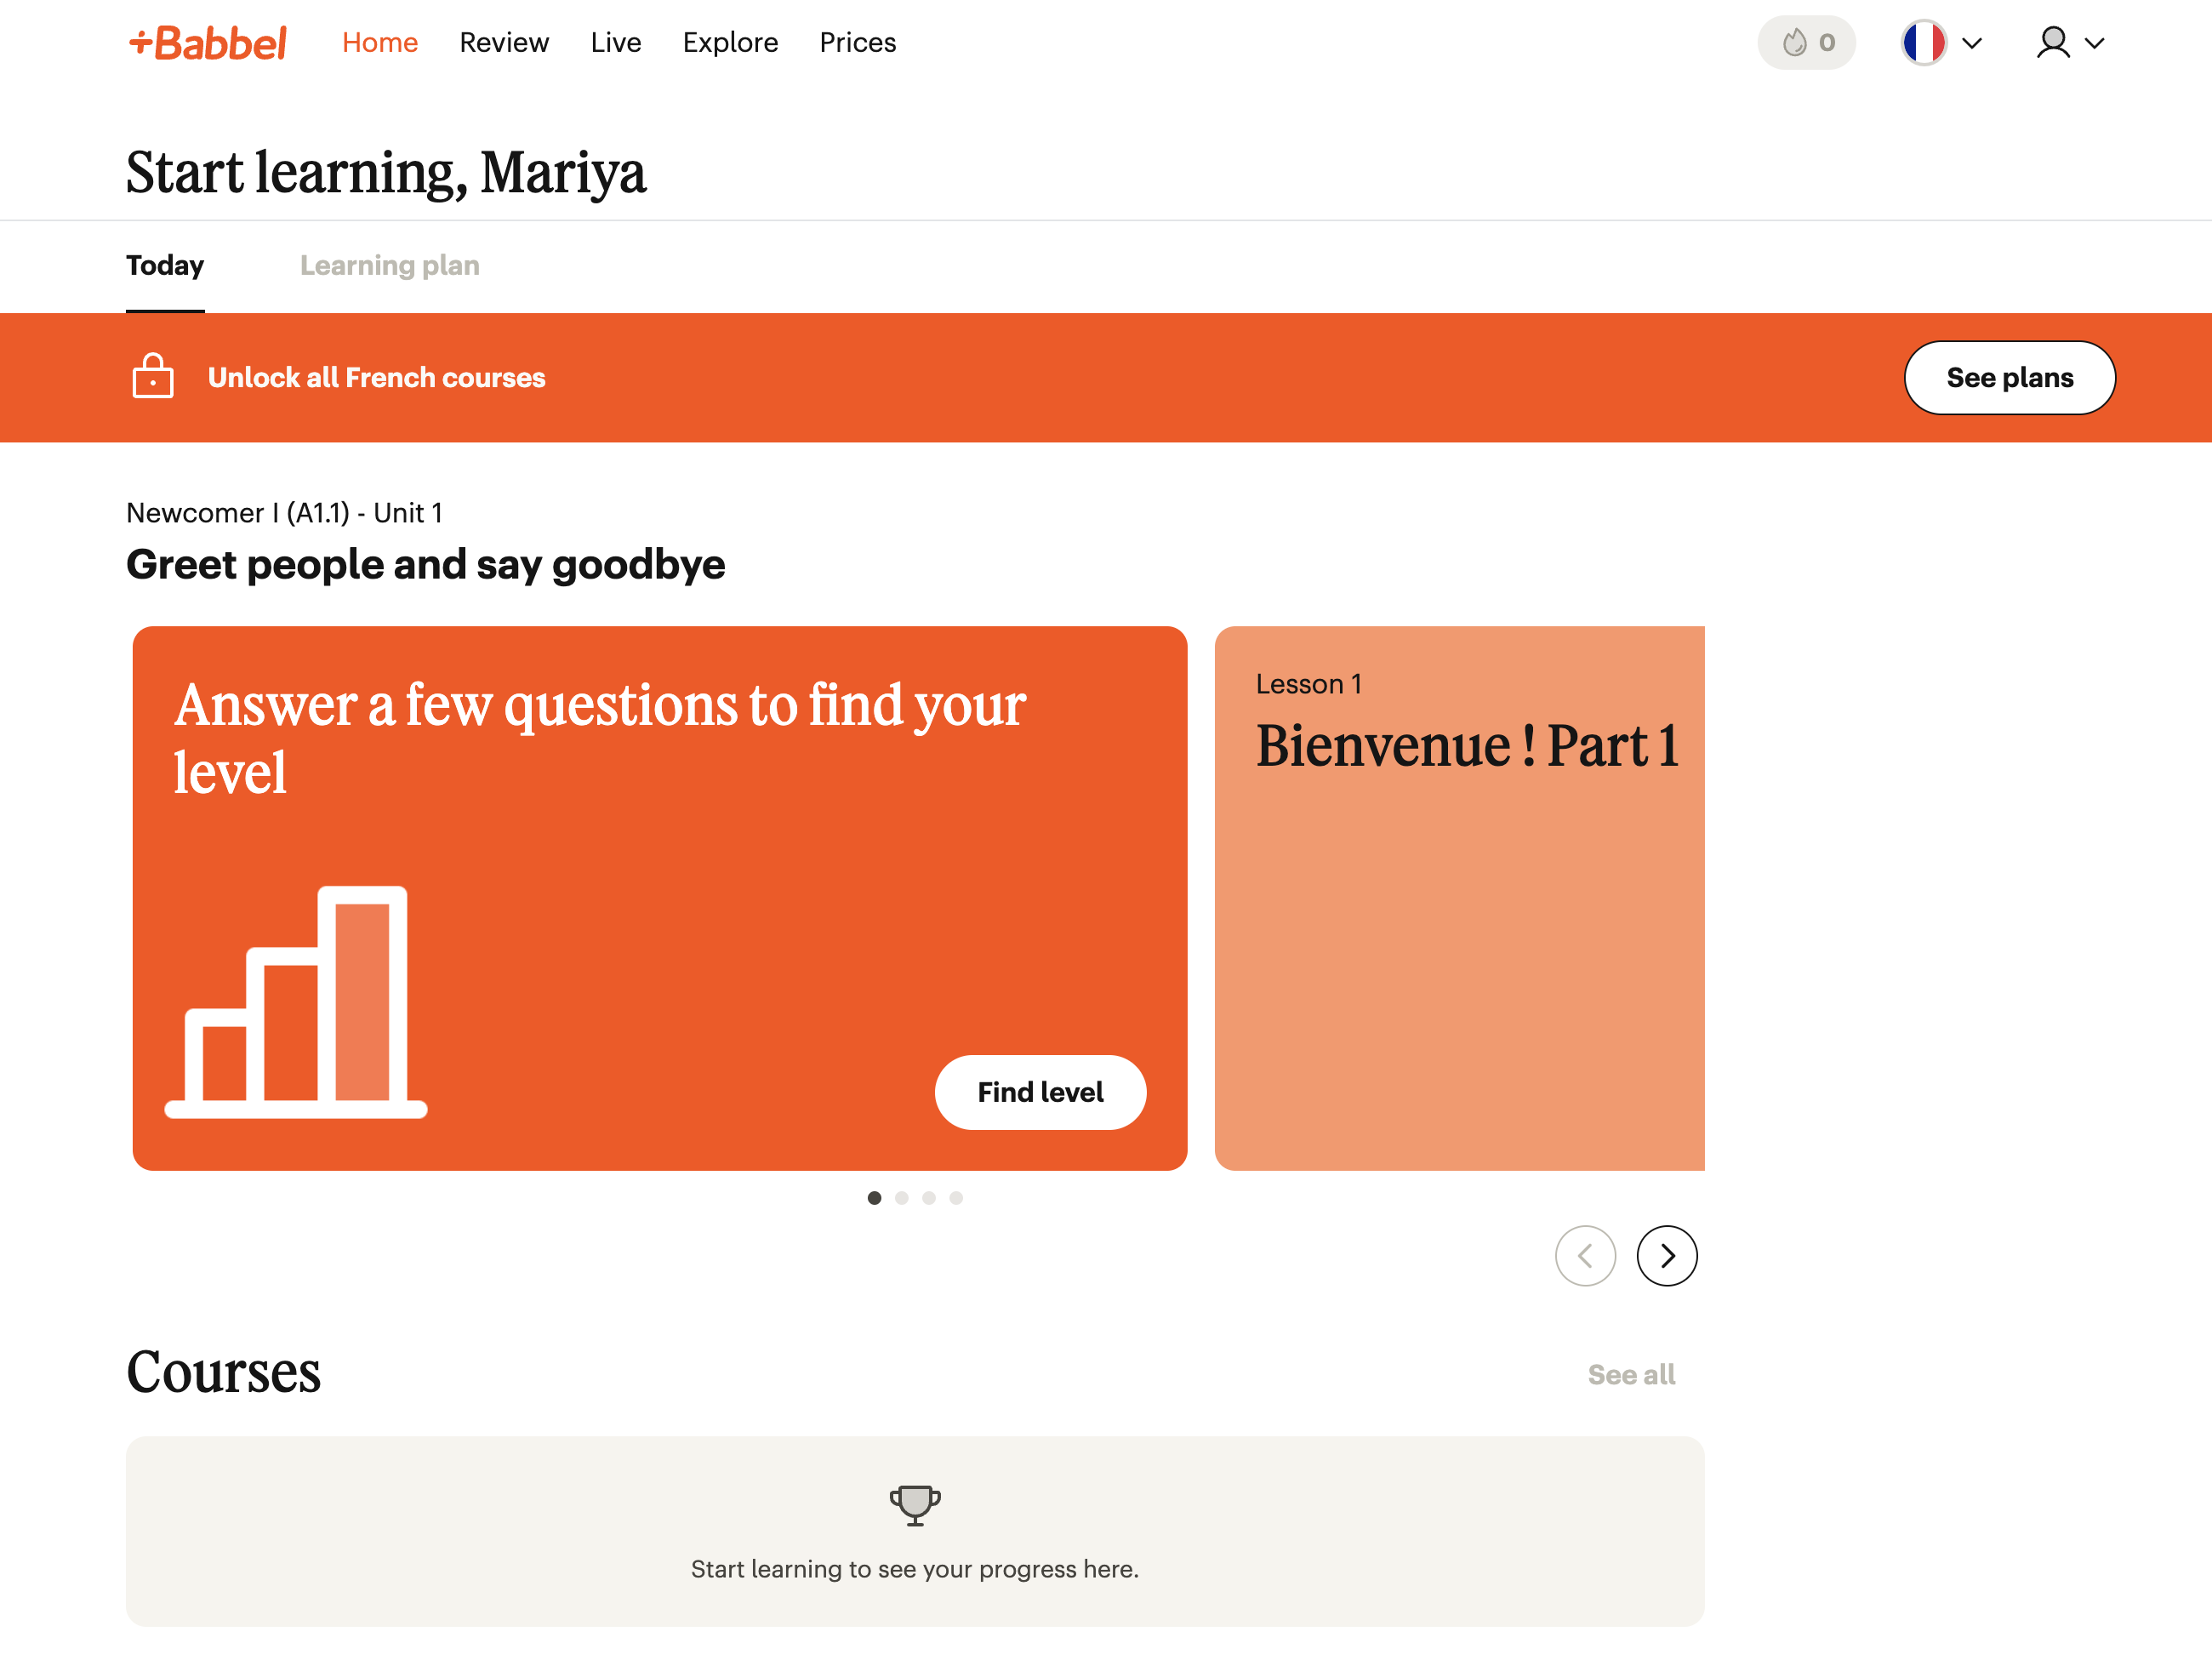 +Babbel
Home
Review
Live
Explore
Prices
0
Start learning, Mariya
Today
Learning plan
Unlock all French courses
See plans
Newcomer I (A1.1) - Unit 1
Greet people and say goodbye
Answer a few questions to find your
level
Find level
Lesson 1
Bienvenue ! Part 1
Courses
See all
Start learning to see your progress here.